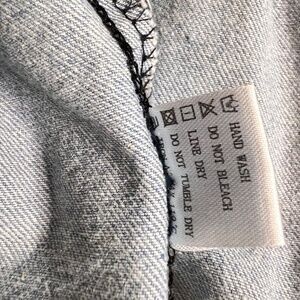 HAND WASH
DO NOT BLEACH
LINE DRY
DO NOT TUMBLE DRY